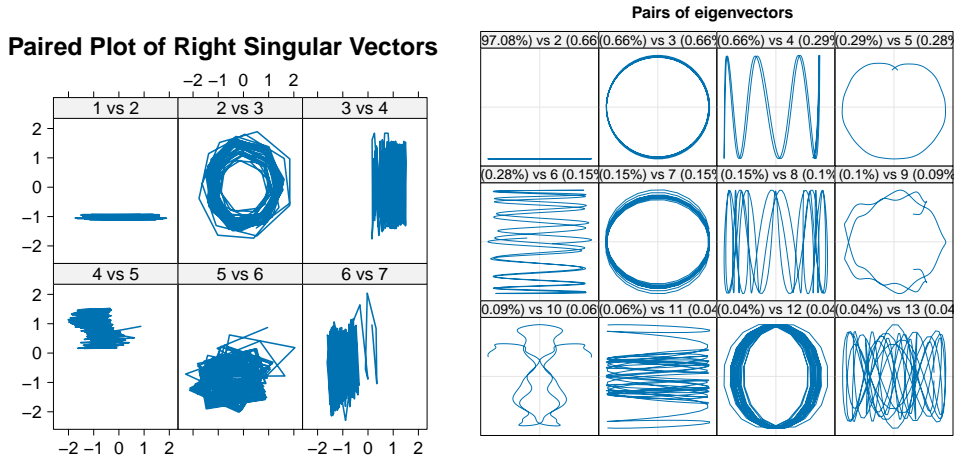 Paired Plot of Right Singular Vectors
−2 −1 0 1 2
1 vs 2 2 vs 3 3 vs 4
2
1
0
−1
−2
4 vs 5 5 vs 6 6 vs 7
2
1
0
−1
−2
−2 −1 0 1 2 −2 −1 0 1 2
Pairs of eigenvectors
97.08%) vs 2 (0.66 (0.66%) vs 3 (0.66% (0.66%) vs 4 (0.29% (0.29%) vs 5 (0.28%
(0.28%) vs 6 (0.15% (0.15%) vs 7 (0.15% (0.15%) vs 8 (0.1% (0.1%) vs 9 (0.09%
0.09%) vs 10 (0.06 (0.06%) vs 11 (0.04 (0.04%) vs 12 (0.04 (0.04%) vs 13 (0.04